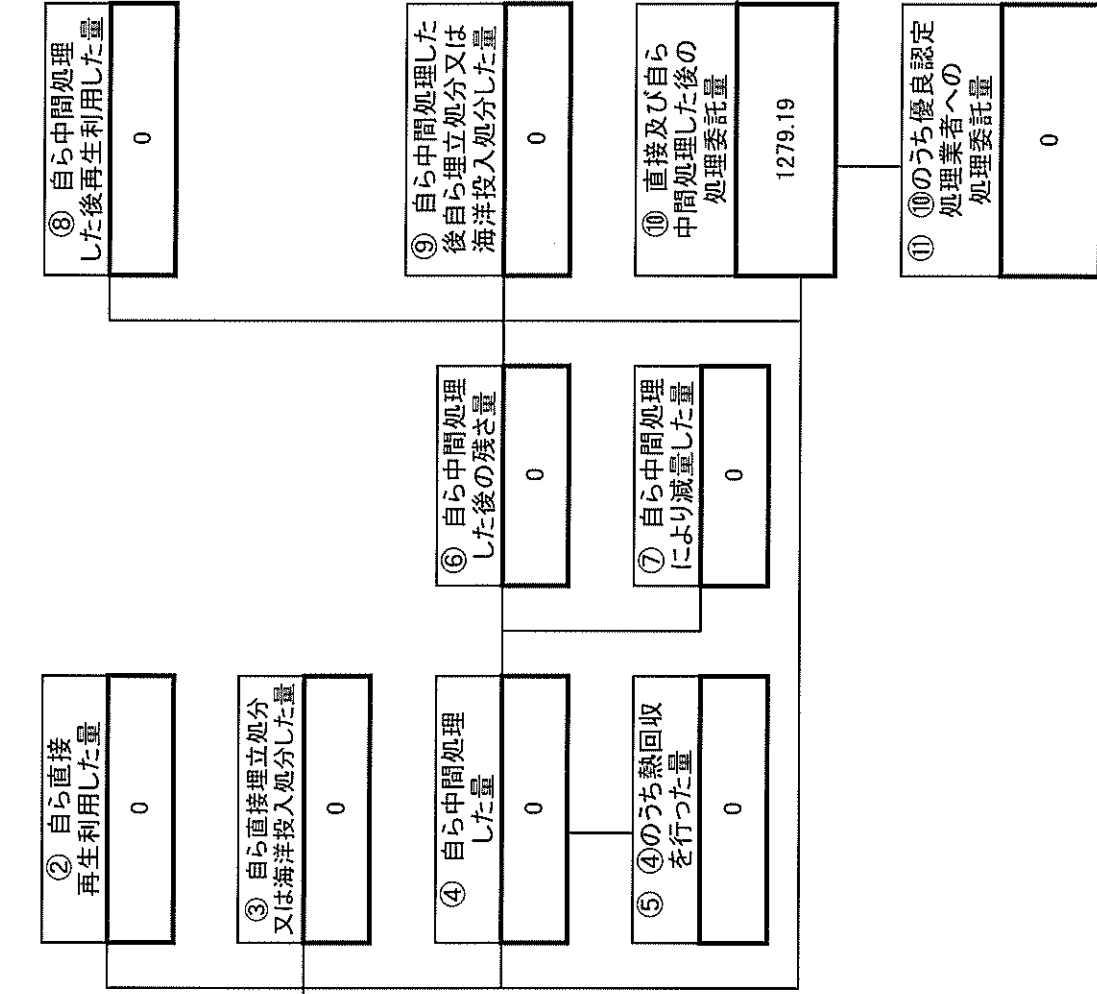 ② 自ら直接
再生利用した量
0
③ 自ら直接埋立処分
又は海洋投入処分した量
0
④ 自ら中間処理
した量
0
⑤ ④のうち熱回収
を行った量
0
⑥ 自ら中間処理
した後の残さ量
0
⑦ 自ら中間処理
により減量した量
0
⑧ 自ら中間処理
した後再生利用した量
0
⑨ 自ら中間処理した
後自ら埋立処分又は
海洋投入処分した量
0
⑩ 直接及び自ら
中間処理した後の
処理委託量
1279.19
⑪ ⑩のうち優良認定
処理業者への
処理委託量
0